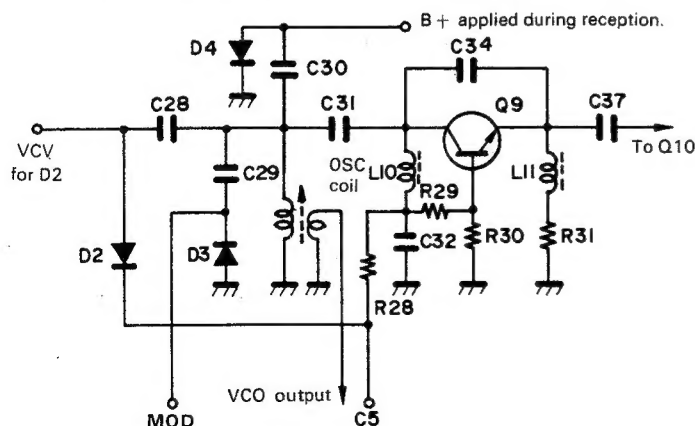 B + applied during reception.
D4
C30
C34
C28
C31
Q9
C37
VCV
for D2
To Q10
C29
OSC
coil
L10
L11
R29
D2
D3
C32
R30
R31
R28
VCO output
MOD
C5